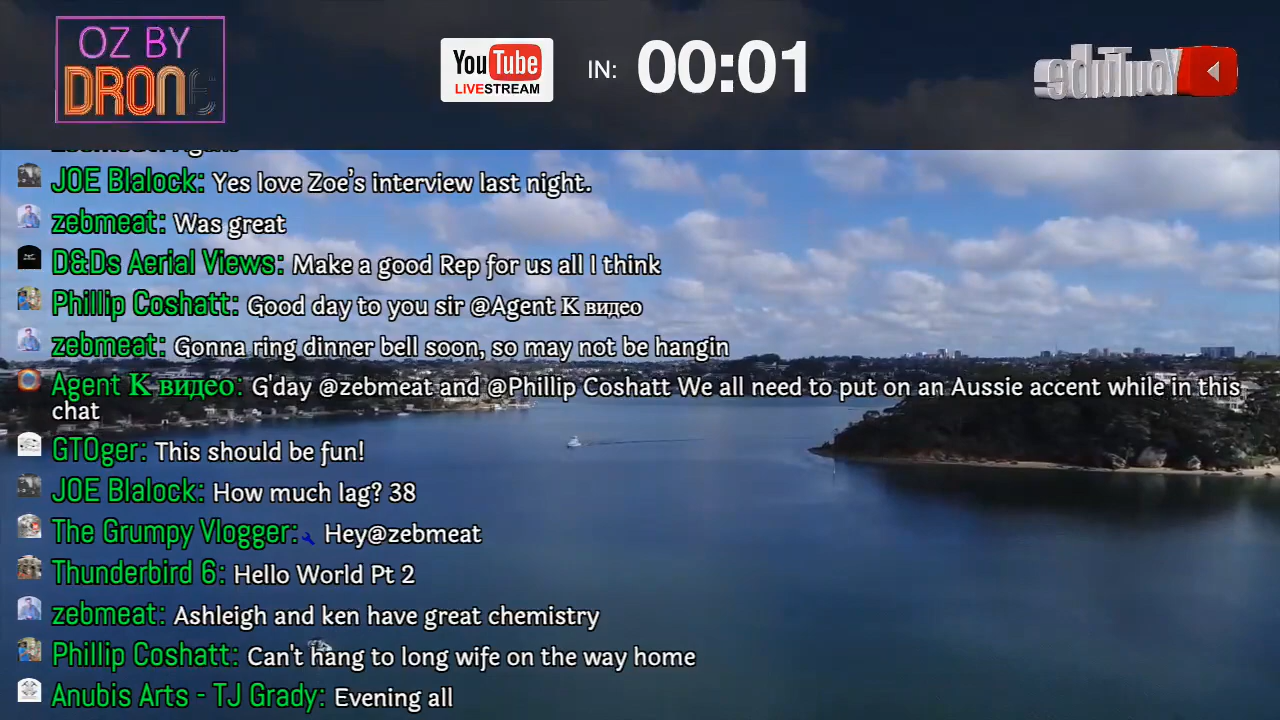 OZ BY
DRONE
YouTube
LIVESTREAM
IN:
00:01
YouTube
JOE Blalock: Yes love Zoe's interview last night.
zebmeat: Was great
D&Ds Aerial Views: Make a good Rep for us all I think
Phillip Coshatt: Good day to you sir @Agent К видео
zebmeat: Gonna ring dinner bell soon, so may not be hangin
Agent К видео: G'day @zebmeat and @Phillip Coshatt We all need to put on an Aussie accent while in this
chat
GTOger: This should be fun!
JOE Blalock: How much lag? 38
The Grumpy Vlogger: Hey@zebmeat
Thunderbird 6: Hello World Pt 2
zebmeat: Ashleigh and ken have great chemistry
Phillip Coshatt: Can't hang to long wife on the way home
Anubis Arts - TJ Grady: Evening all